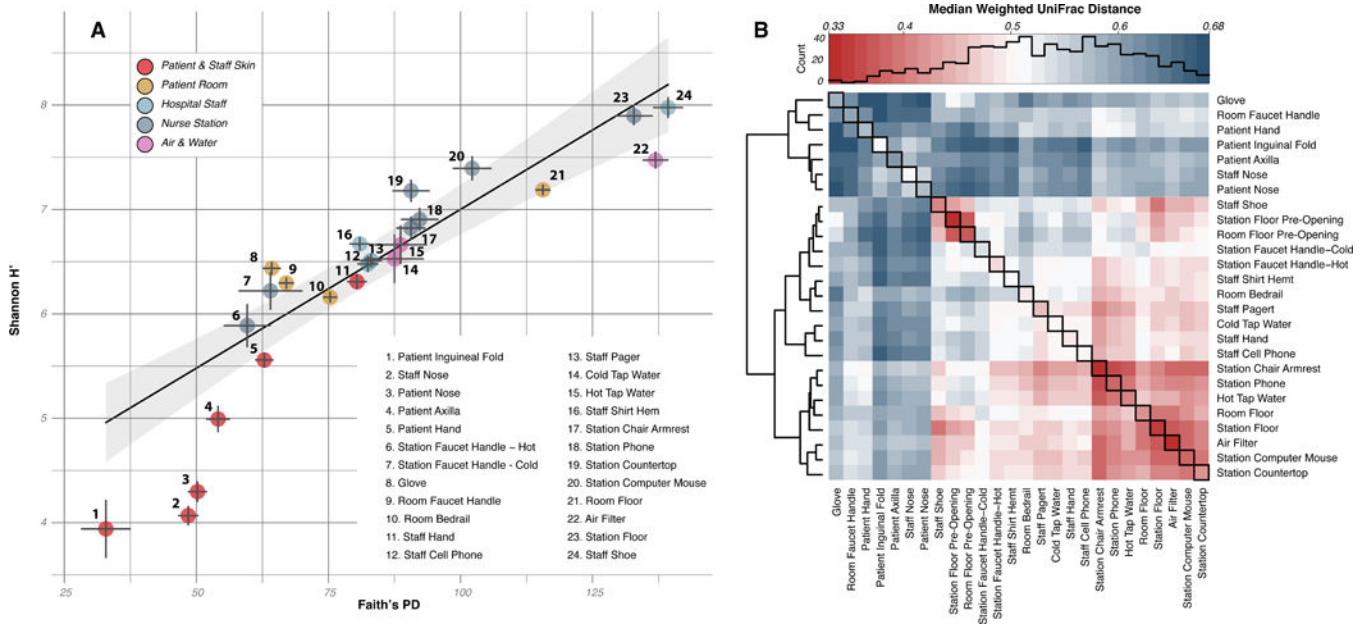 A
Patient & Staff Skin
Patient Room
Hospital Staff
Nurse Station
Air & Water
8
7
6
5
4
Shannon H'
25
50
75
100
125
Faith's PD
1
2
3
4
5
6
7
8
9
10
11
12
13
14
15
16
17
18
19
20
21
22
23
24
1. Patient Inguineal Fold
2. Staff Nose
3. Patient Nose
4. Patient Axilla
5. Patient Hand
6. Station Faucet Handle – Hot
7. Station Faucet Handle - Cold
8. Glove
9. Room Faucet Handle
10. Room Bedrail
11. Staff Hand
12. Staff Cell Phone
13. Staff Pager
14. Cold Tap Water
15. Hot Tap Water
16. Staff Shirt Hem
17. Station Chair Armrest
18. Station Phone
19. Station Countertop
20. Station Computer Mouse
21. Room Floor
22. Air Filter
23. Station Floor
24. Staff Shoe
B
Median Weighted UniFrac Distance
0.33
0.4
0.5
0.6
0.68
Count
40
20
0
Glove
Room Faucet Handle
Patient Hand
Patient Inguinal Fold
Patient Axilla
Staff Nose
Patient Nose
Staff Shoe
Station Floor Pre-Opening
Room Floor Pre-Opening
Station Faucet Handle-Cold
Station Faucet Handle-Hot
Staff Shirt Hemt
Room Bedrail
Staff Pagert
Cold Tap Water
Staff Hand
Staff Cell Phone
Station Chair Armrest
Station Phone
Hot Tap Water
Room Floor
Station Floor
Air Filter
Station Computer Mouse
Station Countertop
Glove
Room Faucet Handle
Patient Hand
Patient Inguinal Fold
Patient Axilla
Staff Nose
Patient Nose
Staff Shoe
Station Floor Pre-Opening
Room Floor Pre-Opening
Station Faucet Handle-Cold
Station Faucet Handle-Hot
Staff Shirt Hemt
Room Bedrail
Staff Pagert
Cold Tap Water
Staff Hand
Staff Cell Phone
Station Chair Armrest
Station Phone
Hot Tap Water
Room Floor
Station Floor
Air Filter
Station Computer Mouse
Station Countertop